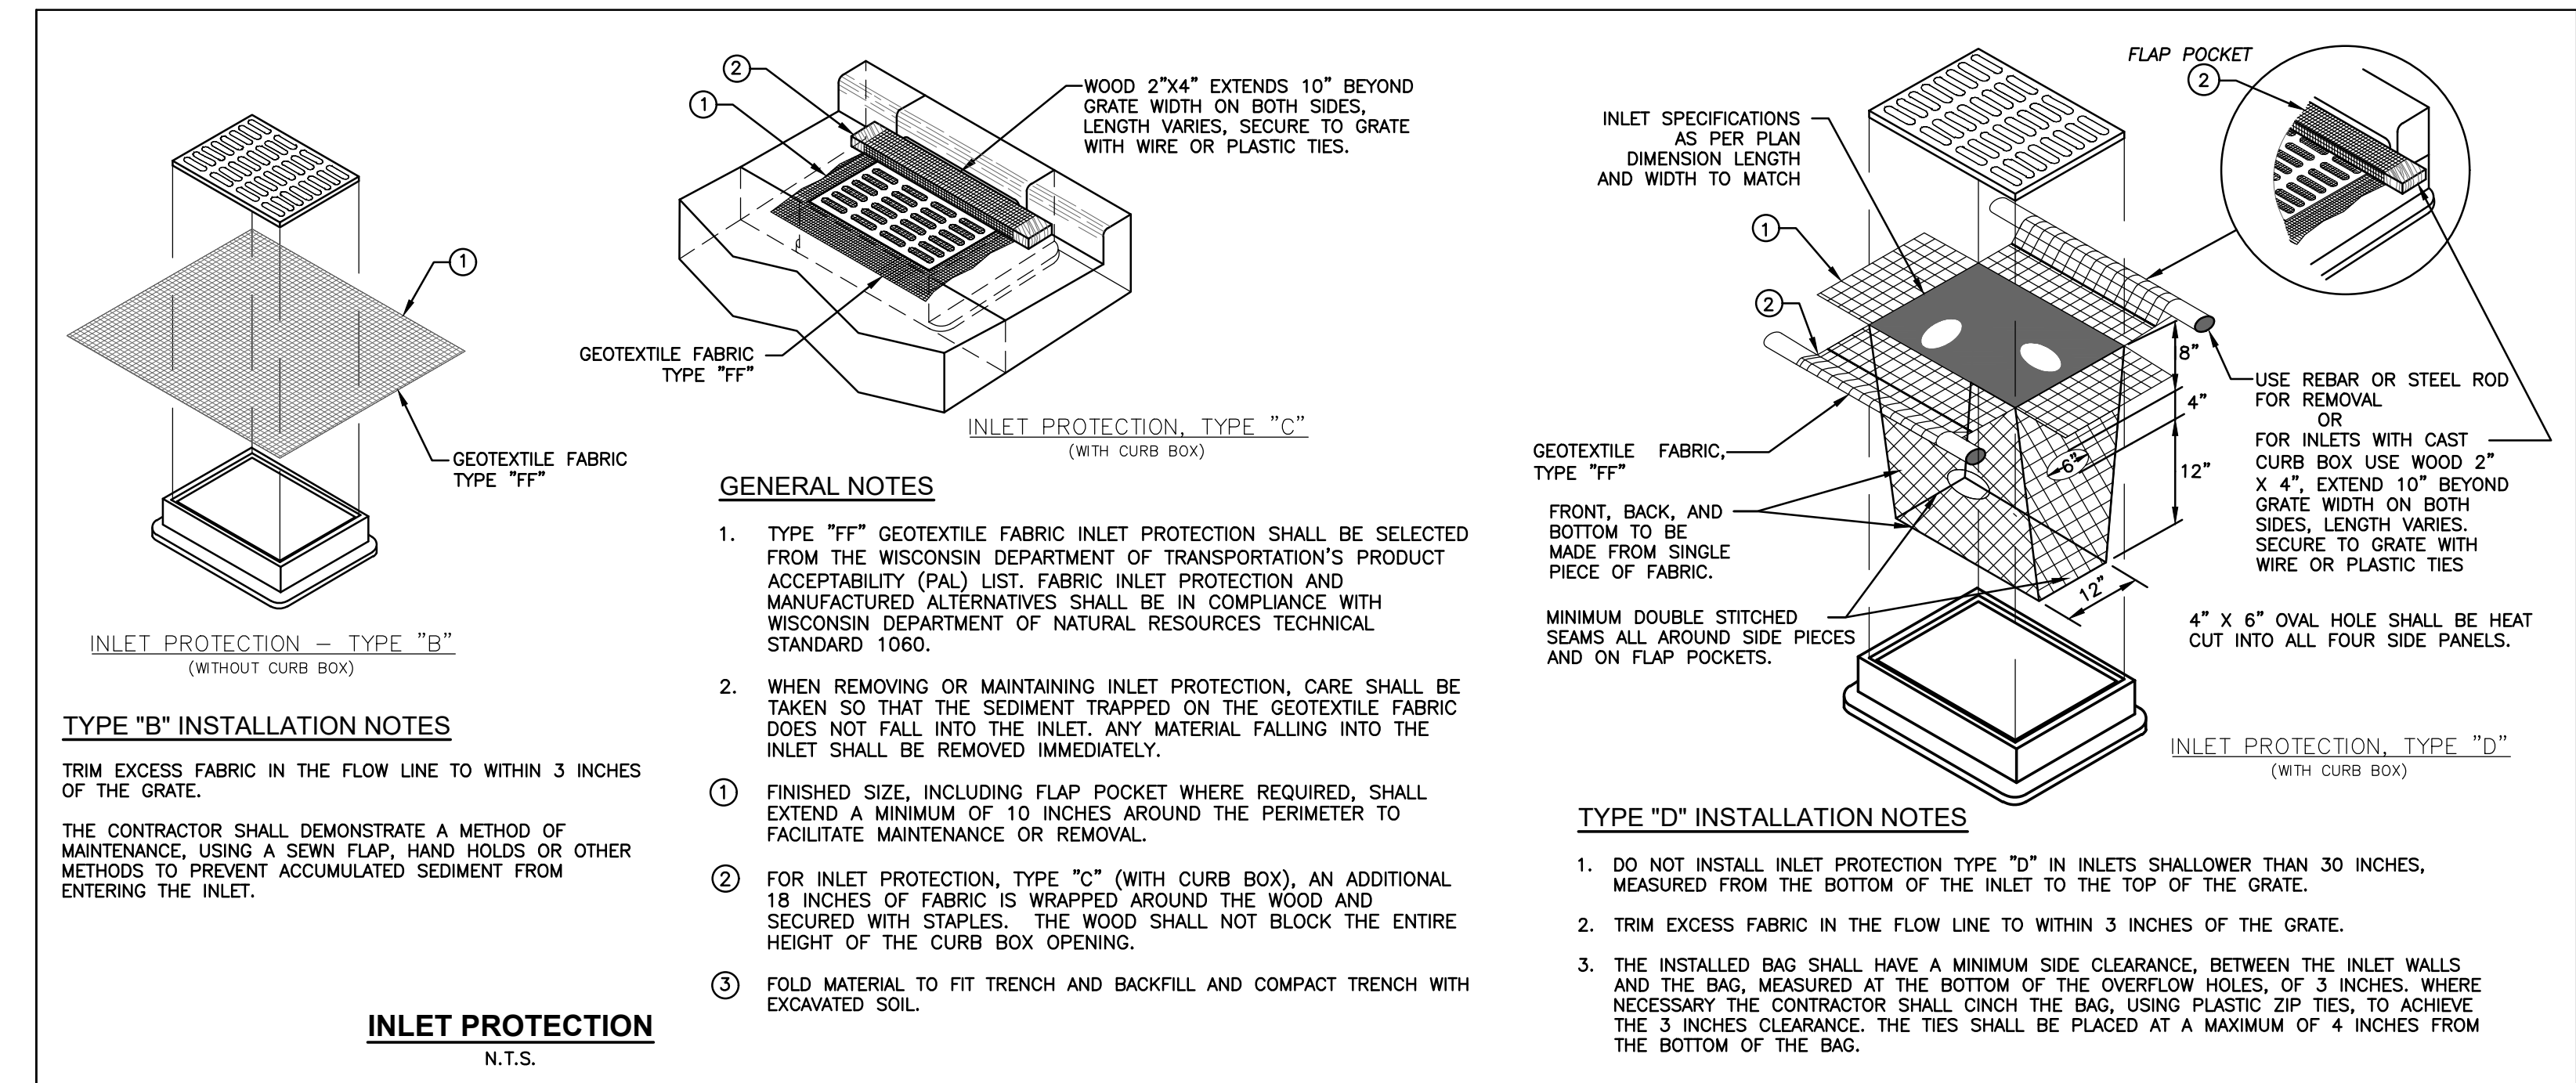 1
GEOTEXTILE FABRIC
TYPE "FF"
INLET PROTECTION – TYPE "B"
(WITHOUT CURB BOX)
TYPE "B" INSTALLATION NOTES
TRIM EXCESS FABRIC IN THE FLOW LINE TO WITHIN 3 INCHES
OF THE GRATE.
THE CONTRACTOR SHALL DEMONSTRATE A METHOD OF
MAINTENANCE, USING A SEWN FLAP, HAND HOLDS OR OTHER
METHODS TO PREVENT ACCUMULATED SEDIMENT FROM
ENTERING THE INLET.
INLET PROTECTION
N.T.S.
2
1
WOOD 2"X4" EXTENDS 10" BEYOND
GRATE WIDTH ON BOTH SIDES,
LENGTH VARIES, SECURE TO GRATE
WITH WIRE OR PLASTIC TIES.
GEOTEXTILE FABRIC
TYPE "FF"
INLET PROTECTION, TYPE "C"
(WITH CURB BOX)
GENERAL NOTES
1. TYPE "FF" GEOTEXTILE FABRIC INLET PROTECTION SHALL BE SELECTED
FROM THE WISCONSIN DEPARTMENT OF TRANSPORTATION'S PRODUCT
ACCEPTABILITY (PAL) LIST. FABRIC INLET PROTECTION AND
MANUFACTURED ALTERNATIVES SHALL BE IN COMPLIANCE WITH
WISCONSIN DEPARTMENT OF NATURAL RESOURCES TECHNICAL
STANDARD 1060.
2. WHEN REMOVING OR MAINTAINING INLET PROTECTION, CARE SHALL BE
TAKEN SO THAT THE SEDIMENT TRAPPED ON THE GEOTEXTILE FABRIC
DOES NOT FALL INTO THE INLET. ANY MATERIAL FALLING INTO THE
INLET SHALL BE REMOVED IMMEDIATELY.
1 FINISHED SIZE, INCLUDING FLAP POCKET WHERE REQUIRED, SHALL
EXTEND A MINIMUM OF 10 INCHES AROUND THE PERIMETER TO
FACILITATE MAINTENANCE OR REMOVAL.
2 FOR INLET PROTECTION, TYPE "C" (WITH CURB BOX), AN ADDITIONAL
18 INCHES OF FABRIC IS WRAPPED AROUND THE WOOD AND
SECURED WITH STAPLES. THE WOOD SHALL NOT BLOCK THE ENTIRE
HEIGHT OF THE CURB BOX OPENING.
3 FOLD MATERIAL TO FIT TRENCH AND BACKFILL AND COMPACT TRENCH WITH
EXCAVATED SOIL.
FLAP POCKET
2
INLET SPECIFICATIONS
AS PER PLAN
DIMENSION LENGTH
AND WIDTH TO MATCH
1
2
GEOTEXTILE FABRIC,
TYPE "FF"
FRONT, BACK, AND
BOTTOM TO BE
MADE FROM SINGLE
PIECE OF FABRIC.
MINIMUM DOUBLE STITCHED
SEAMS ALL AROUND SIDE PIECES
AND ON FLAP POCKETS.
8"
4"
6"
12"
12"
USE REBAR OR STEEL ROD
FOR REMOVAL
OR
FOR INLETS WITH CAST
CURB BOX USE WOOD 2"
X 4", EXTEND 10" BEYOND
GRATE WIDTH ON BOTH
SIDES, LENGTH VARIES.
SECURE TO GRATE WITH
WIRE OR PLASTIC TIES
4" X 6" OVAL HOLE SHALL BE HEAT
CUT INTO ALL FOUR SIDE PANELS.
INLET PROTECTION, TYPE "D"
(WITH CURB BOX)
TYPE "D" INSTALLATION NOTES
1. DO NOT INSTALL INLET PROTECTION TYPE "D" IN INLETS SHALLOWER THAN 30 INCHES,
MEASURED FROM THE BOTTOM OF THE INLET TO THE TOP OF THE GRATE.
2. TRIM EXCESS FABRIC IN THE FLOW LINE TO WITHIN 3 INCHES OF THE GRATE.
3. THE INSTALLED BAG SHALL HAVE A MINIMUM SIDE CLEARANCE, BETWEEN THE INLET WALLS
AND THE BAG, MEASURED AT THE BOTTOM OF THE OVERFLOW HOLES, OF 3 INCHES. WHERE
NECESSARY THE CONTRACTOR SHALL CINCH THE BAG, USING PLASTIC ZIP TIES, TO ACHIEVE
THE 3 INCHES CLEARANCE. THE TIES SHALL BE PLACED AT A MAXIMUM OF 4 INCHES FROM
THE BOTTOM OF THE BAG.